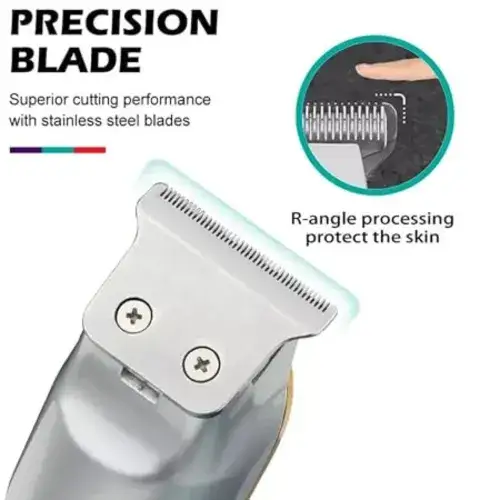 PRECISION
BLADE
Superior cutting performance
with stainless steel blades
R-angle processing
protect the skin